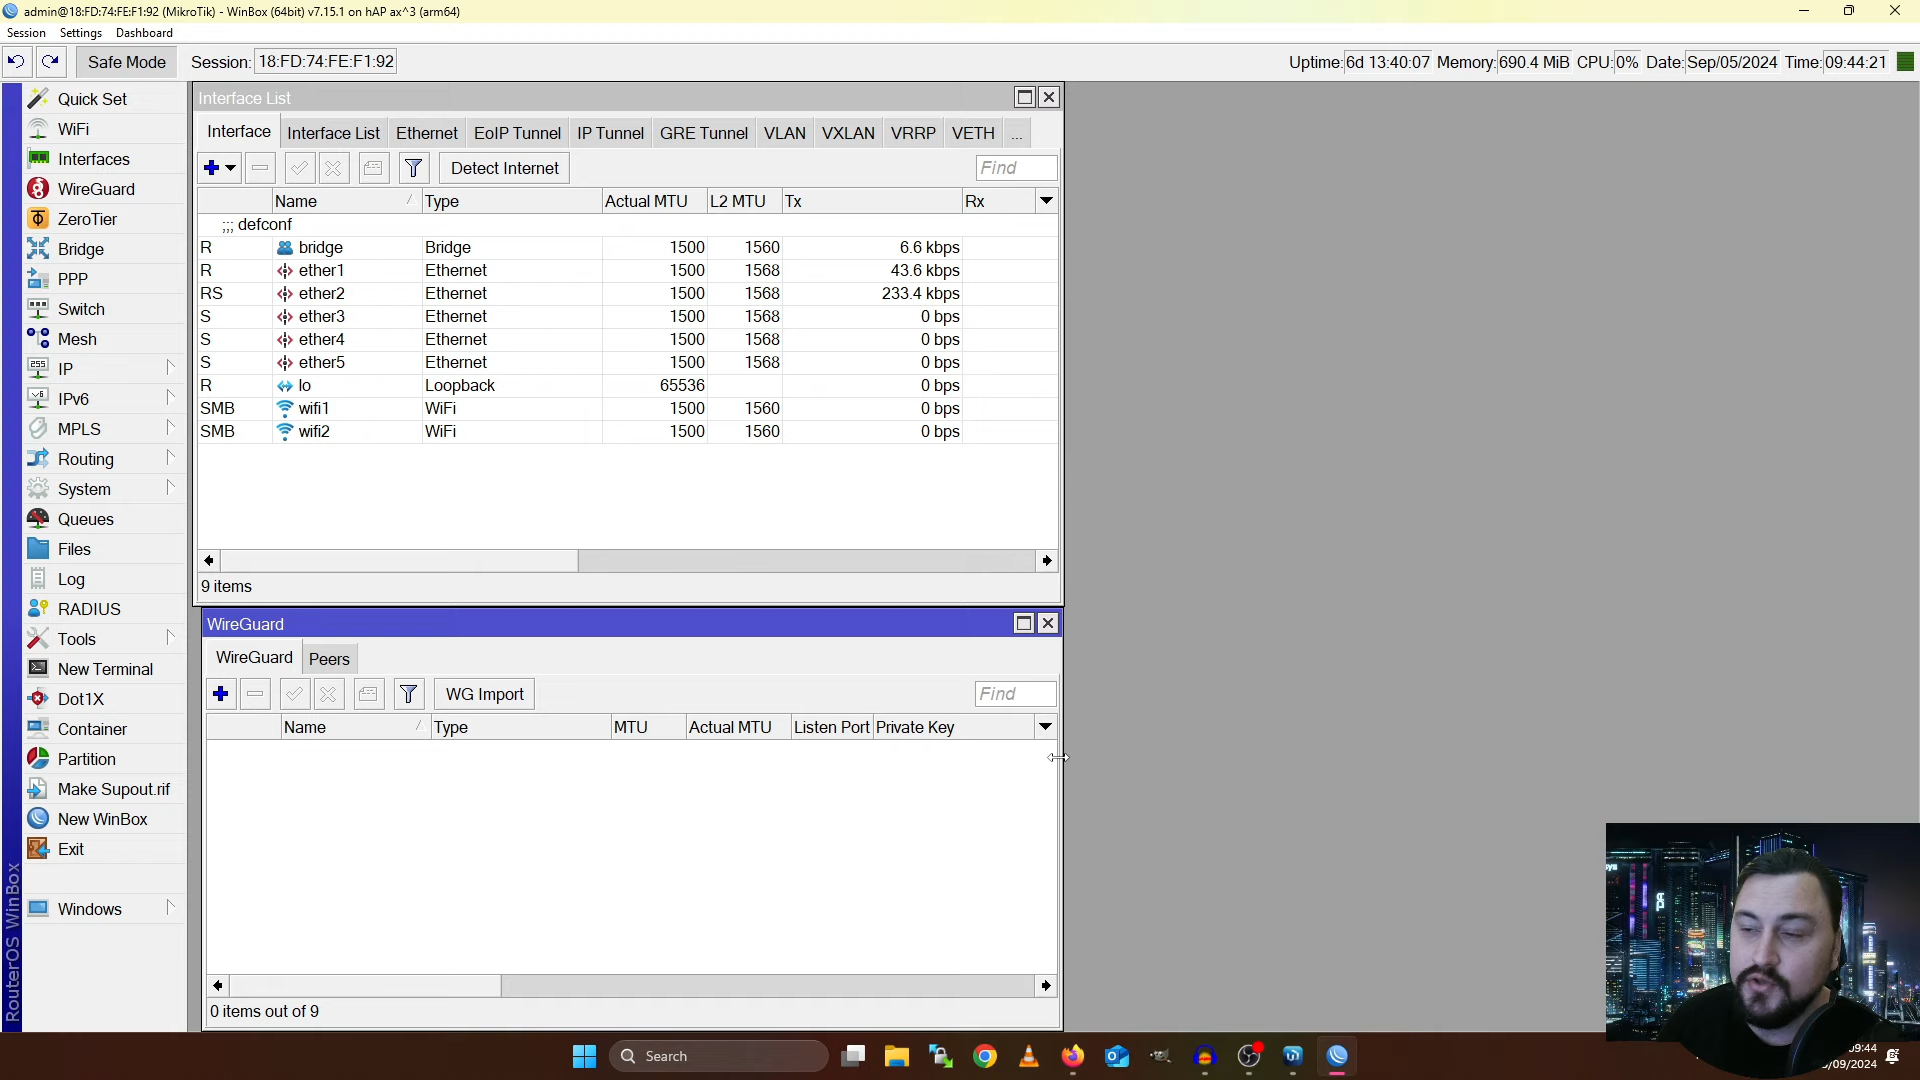 admin@18:FD:74:FE:F1:92 (MikroTik) - WinBox (64bit) v7.15.1 on hAP ax^3 (arm64)
Session Settings Dashboard
Safe Mode Session: 18:FD:74:FE:F1:92 Uptime: 6d 13:40:07 Memory: 690.4 MiB CPU: 0% Date: Sep/05/2024 Time: 09:44:21
Quick Set
WiFi
Interfaces
WireGuard
ZeroTier
Bridge
PPP
Switch
Mesh
IP
IPv6
MPLS
Routing
System
Queues
Files
Log
RADIUS
Tools
New Terminal
Dot1X
Container
Partition
Make Supout.rif
New WinBox
Exit
Windows
RouterOS WinBox
Interface List
Interface Interface List Ethernet EoIP Tunnel IP Tunnel GRE Tunnel VLAN VXLAN VRRP VETH ...
Detect Internet Find
Name Type Actual MTU L2 MTU Tx Rx
;;; defconf
R bridge Bridge 1500 1560 6.6 kbps
R ether1 Ethernet 1500 1568 43.6 kbps
RS ether2 Ethernet 1500 1568 233.4 kbps
S ether3 Ethernet 1500 1568 0 bps
S ether4 Ethernet 1500 1568 0 bps
S ether5 Ethernet 1500 1568 0 bps
R lo Loopback 65536 0 bps
SMB wifi1 WiFi 1500 1560 0 bps
SMB wifi2 WiFi 1500 1560 0 bps
9 items
WireGuard
WireGuard Peers
WG Import Find
Name Type MTU Actual MTU Listen Port Private Key
0 items out of 9
Search